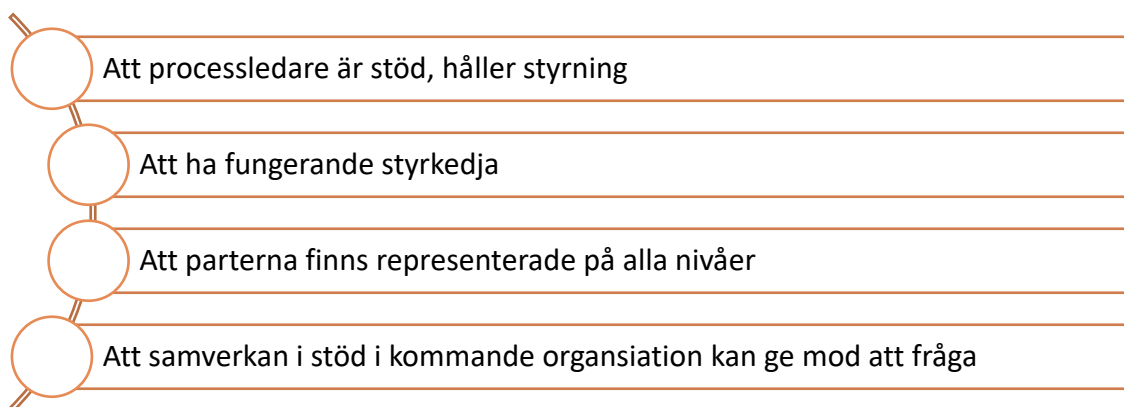 Att processledare är stöd, håller styrning
Att ha fungerande styrkedja
Att parterna finns representerade på alla nivåer
Att samverkan i stöd i kommande organsiation kan ge mod att fråga